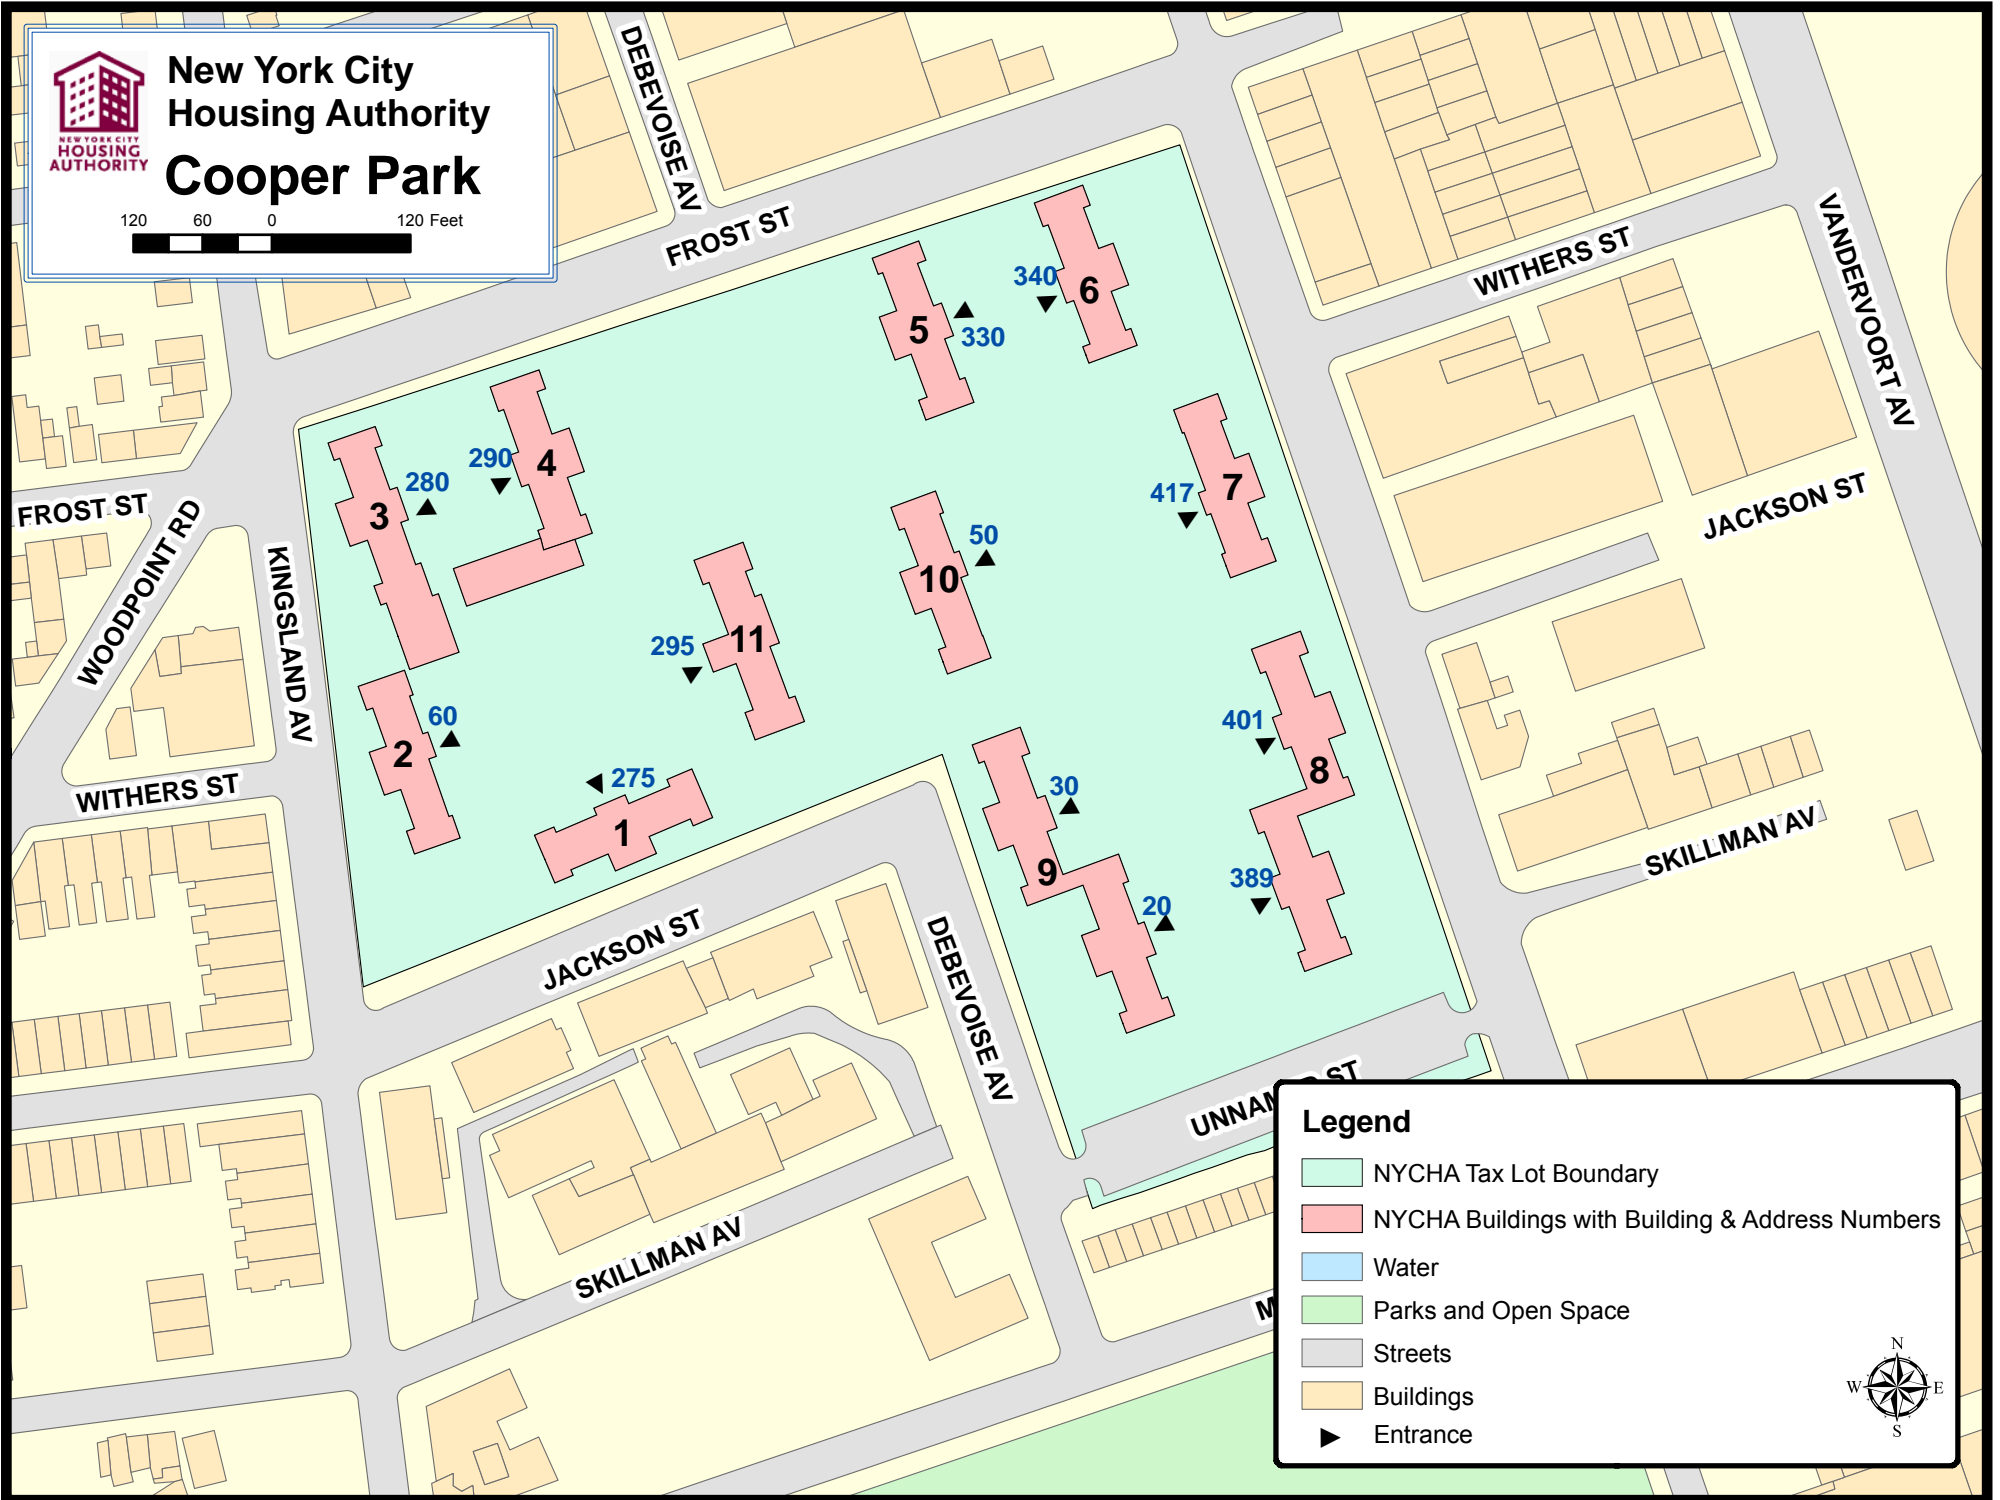 New York City
Housing Authority
Cooper Park
NEW YORK CITY
HOUSING
AUTHORITY
120 60 0 120 Feet
DEBEVOISE AV
FROST ST
WITHERS ST
VANDERVOORT AV
JACKSON ST
SKILLMAN AV
FROST ST
WOODPOINT RD
KINGSLAND AV
WITHERS ST
JACKSON ST
DEBEVOISE AV
SKILLMAN AV
ST
6
340
5
330
4
290
3
280
7
417
10
50
11
295
2
60
1
275
8
401
389
9
30
20
Legend
NYCHA Tax Lot Boundary
NYCHA Buildings with Building & Address Numbers
Water
Parks and Open Space
Streets
Buildings
Entrance
N
W E
S